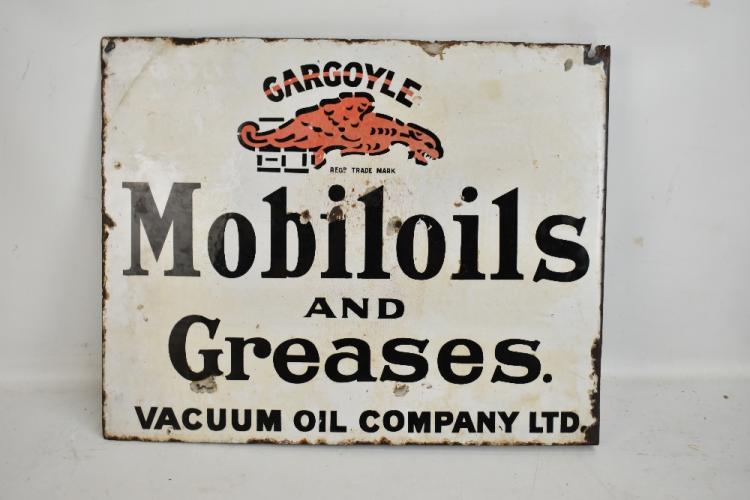 GARGOYLE
REGD TRADE MARK
Mobiloils
AND
Greases.
VACUUM OIL COMPANY LTD.